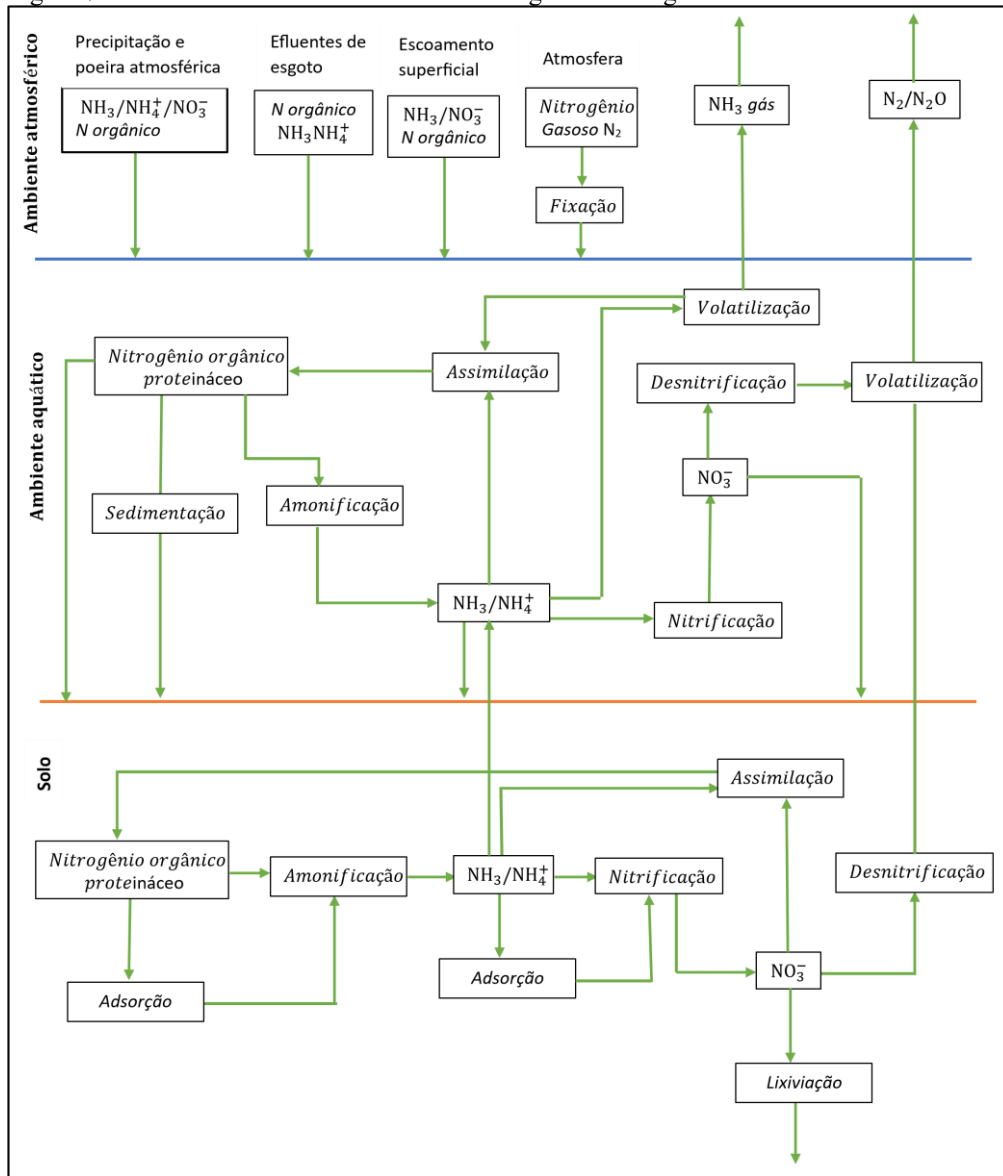 Ambiente atmosférico
Precipitação e
poeira atmosférica
NH₃/NH₄⁺/NO₃⁻
N orgânico
Efluentes de
esgoto
N orgânico
NH₃NH₄⁺
Escoamento
superficial
NH₃/NO₃⁻
N orgânico
Atmosfera
Nitrogênio
Gasoso N₂
Fixação
NH₃ gás
N₂/N₂O
Ambiente aquático
Volatilização
Nitrogênio orgânico
proteináceo
Assimilação
Desnitrificação
Volatilização
NO₃⁻
Sedimentação
Amonificação
NH₃/NH₄⁺
Nitrificação
Solo
Assimilação
Nitrogênio orgânico
proteináceo
Amonificação
NH₃/NH₄⁺
Nitrificação
Desnitrificação
Adsorção
Adsorção
NO₃⁻
Lixiviação